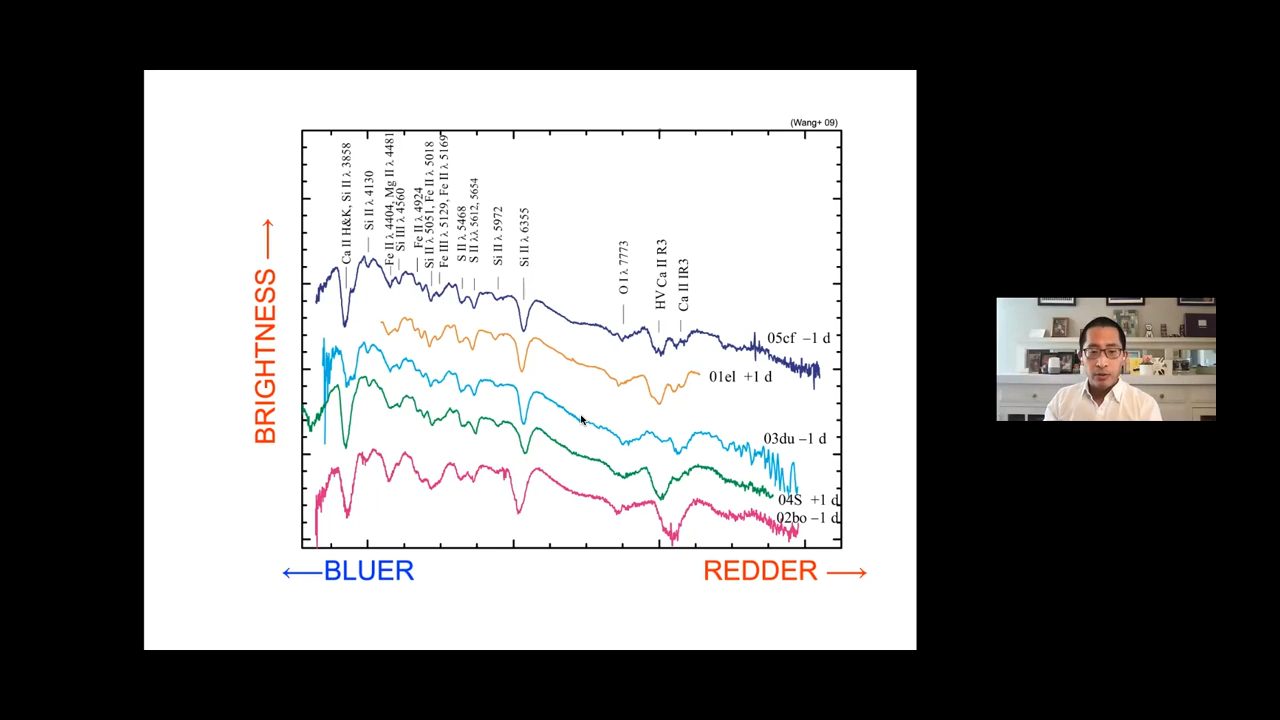 (Wang+ 09)
Ca II H&K, Si II λ 3858
Si II λ 4130
Fe II λ 4404, Mg II λ 4481
Si III λ 4560
Fe II λ 4924
Si II λ 5051, Fe II λ 5018
Fe III λ 5129, Fe II λ 5169
S II λ 5468
S II λλ 5612, 5654
Si II λ 5972
Si II λ 6355
O I λ 7773
HV Ca II R3
Ca II IR3
05cf −1 d
01el +1 d
03du −1 d
04S +1 d
02bo −1 d
BRIGHTNESS →
←BLUER
REDDER →